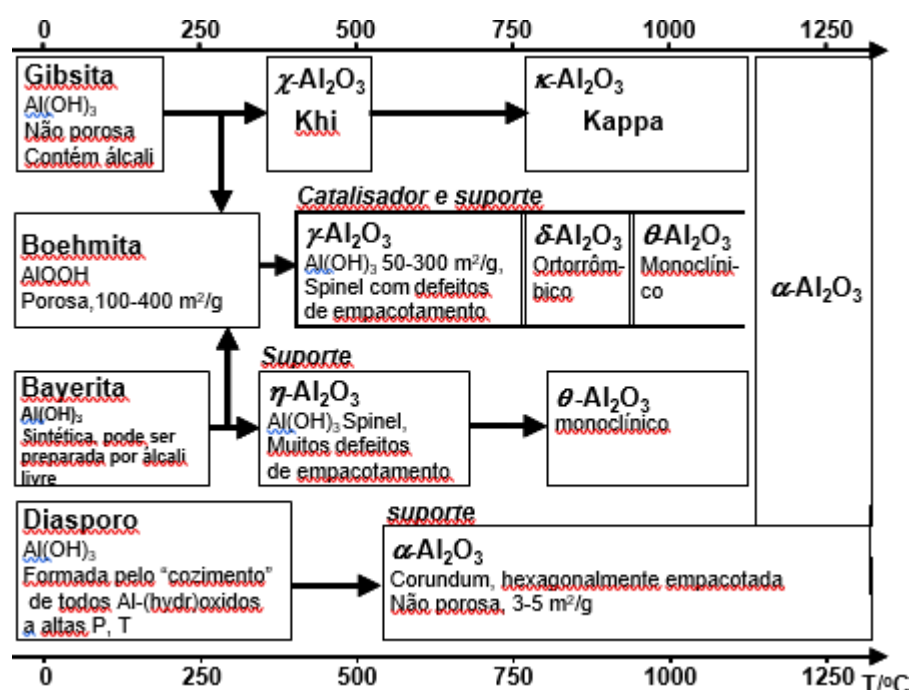 0 250 500 750 1000 1250
Gibsita
Al(OH)₃
Não porosa
Contém álcali
χ-Al₂O₃
Khi
κ-Al₂O₃
Kappa
Catalisador e suporte
Boehmita
AlOOH
Porosa,100-400 m²/g
γ-Al₂O₃
Al(OH)₃ 50-300 m²/g,
Spinel com defeitos
de empacotamento
δ-Al₂O₃
Ortorrôm-
bico
θ-Al₂O₃
Monoclíni-
co
α-Al₂O₃
Suporte
Bayerita
Al(OH)₃
Sintética, pode ser
preparada por álcali
livre
η-Al₂O₃
Al(OH)₃ Spinel,
Muitos defeitos
de empacotamento
θ-Al₂O₃
monoclínico
suporte
Diasporo
Al(OH)₃
Formada pelo “cozimento”
de todos Al-(hydr)oxidos
a altas P, T
α-Al₂O₃
Corundum, hexagonalmente empacotada
Não porosa, 3-5 m²/g
0 250 500 750 1000 1250 T/ºC